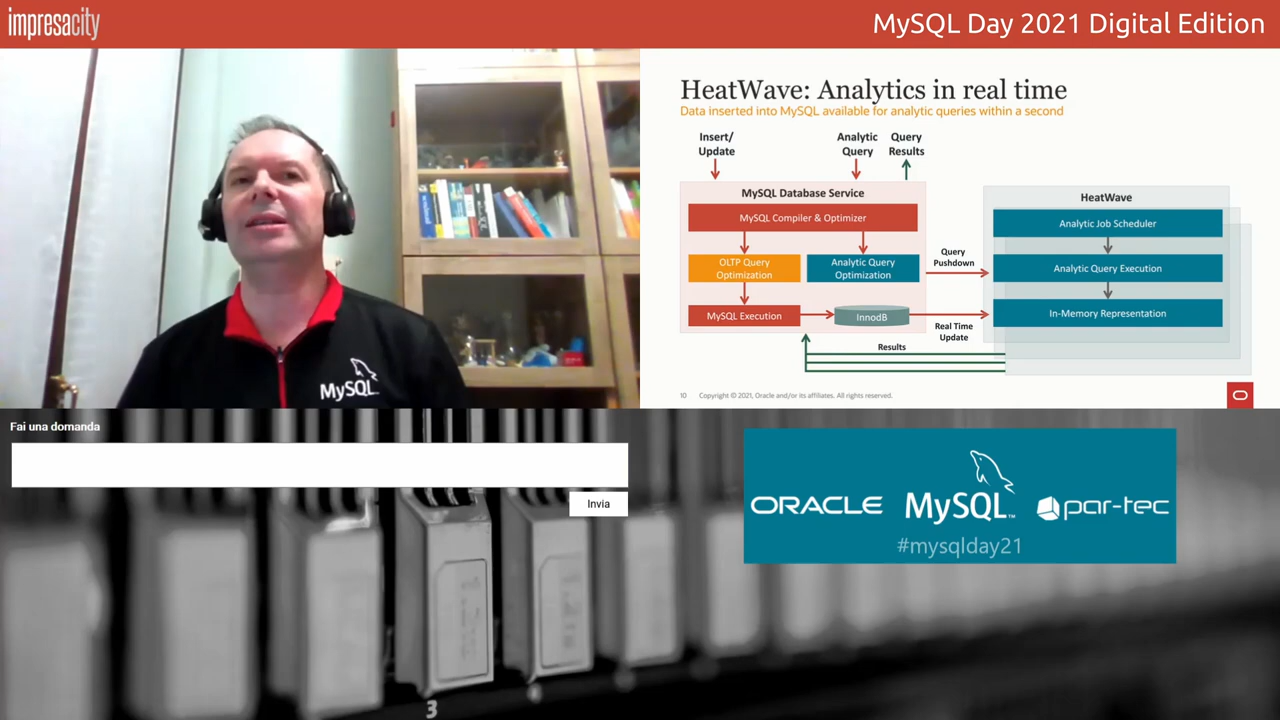 impresacity
MySQL Day 2021 Digital Edition
HeatWave: Analytics in real time
Data inserted into MySQL available for analytic queries within a second
Insert/
Update
Analytic
Query
Query
Results
MySQL Database Service
MySQL Compiler & Optimizer
OLTP Query
Optimization
Analytic Query
Optimization
MySQL Execution
InnoDB
Query
Pushdown
Real Time
Update
Results
HeatWave
Analytic Job Scheduler
Analytic Query Execution
In-Memory Representation
10 Copyright © 2021, Oracle and/or its affiliates. All rights reserved.
MySQL
Fai una domanda
Invia
ORACLE MySQL™ par-tec
#mysqlday21
3
4